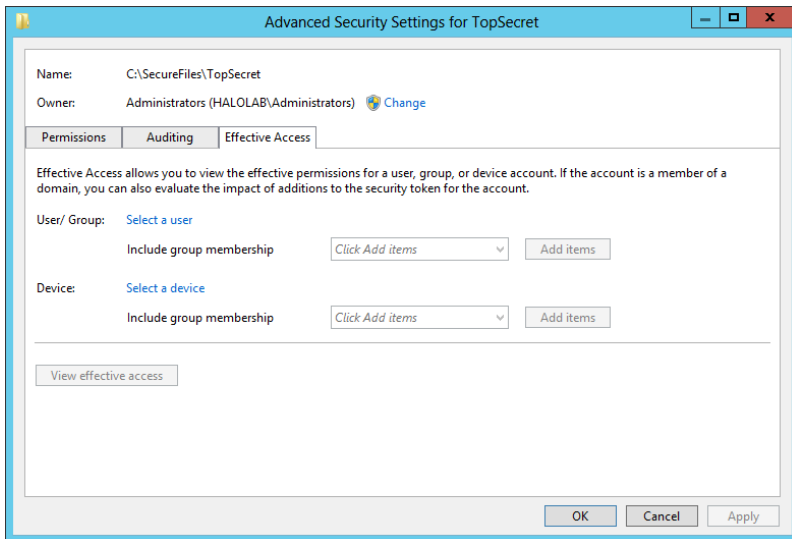 Advanced Security Settings for TopSecret
Name: C:\SecureFiles\TopSecret
Owner: Administrators (HALOLAB\Administrators) Change
Permissions Auditing Effective Access
Effective Access allows you to view the effective permissions for a user, group, or device account. If the account is a member of a
domain, you can also evaluate the impact of additions to the security token for the account.
User/ Group: Select a user
Include group membership Click Add items Add items
Device: Select a device
Include group membership Click Add items Add items
View effective access
OK Cancel Apply